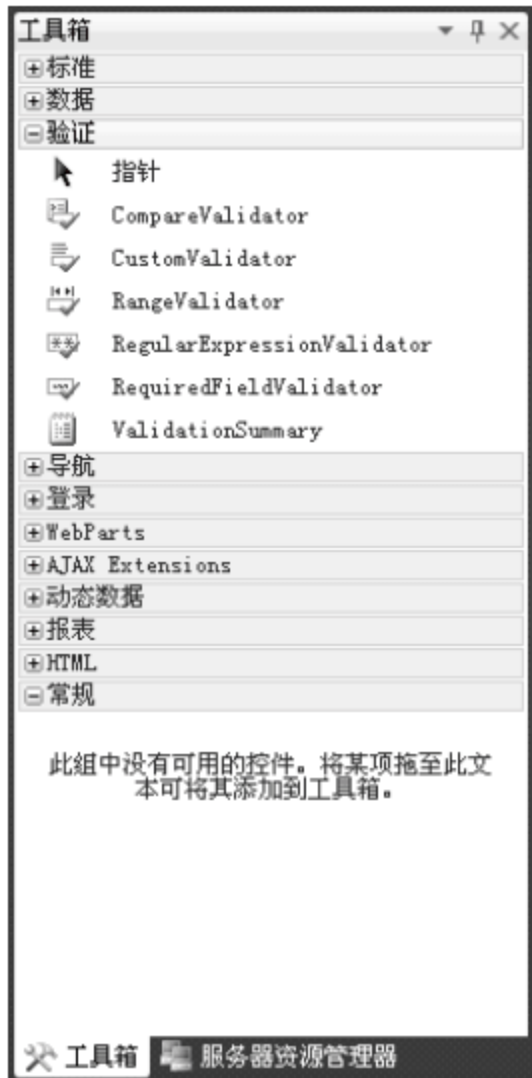 工具箱
标准
数据
验证
指针
CompareValidator
CustomValidator
RangeValidator
RegularExpressionValidator
RequiredFieldValidator
ValidationSummary
导航
登录
WebParts
AJAX Extensions
动态数据
报表
HTML
常规
此组中没有可用的控件。将某项拖至此文
本可将其添加到工具箱。
工具箱 服务器资源管理器